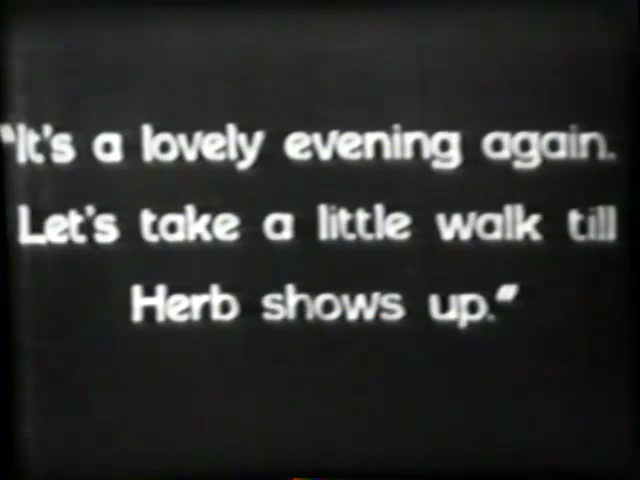 "It's a lovely evening again.
Let's take a little walk till
Herb shows up."